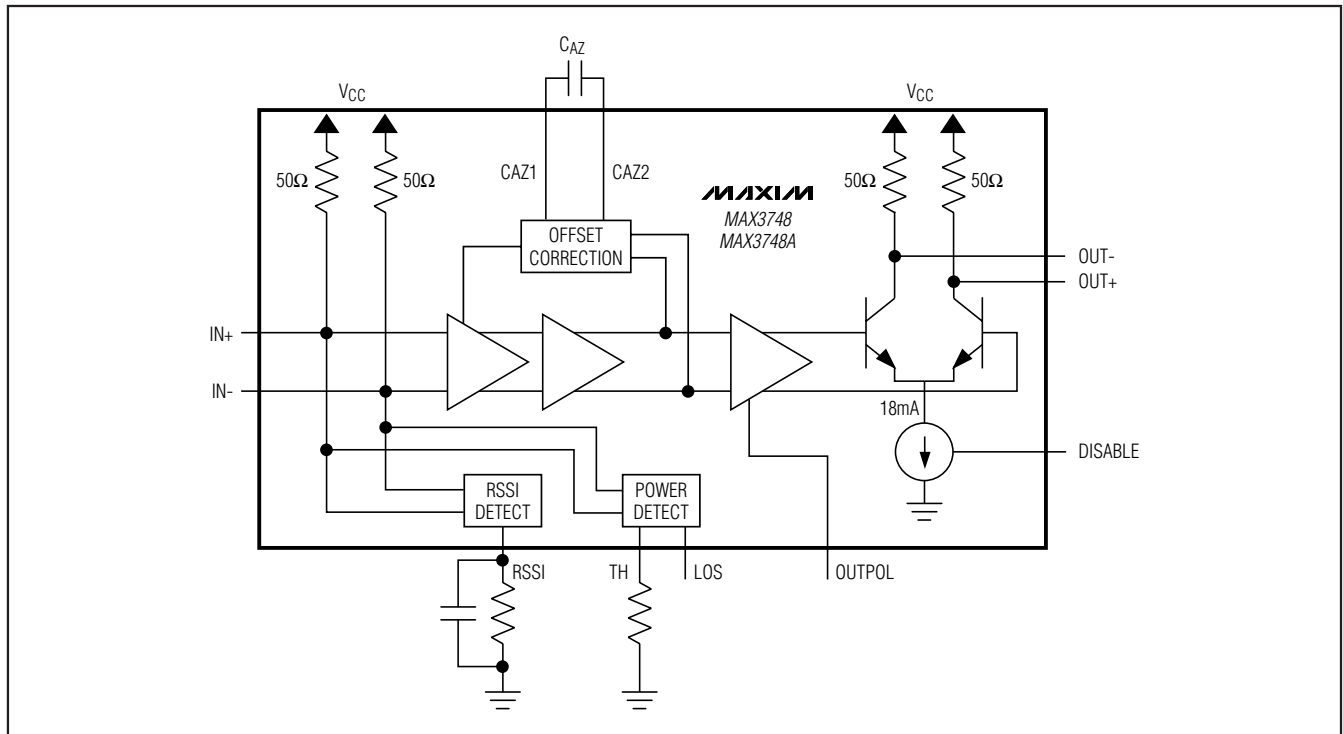 C_AZ
V_CC
V_CC
50Ω
50Ω
CAZ1
CAZ2
MAXIM
MAX3748
MAX3748A
50Ω
50Ω
OFFSET
CORRECTION
OUT-
OUT+
IN+
IN-
18mA
DISABLE
RSSI
DETECT
POWER
DETECT
RSSI
TH
LOS
OUTPOL